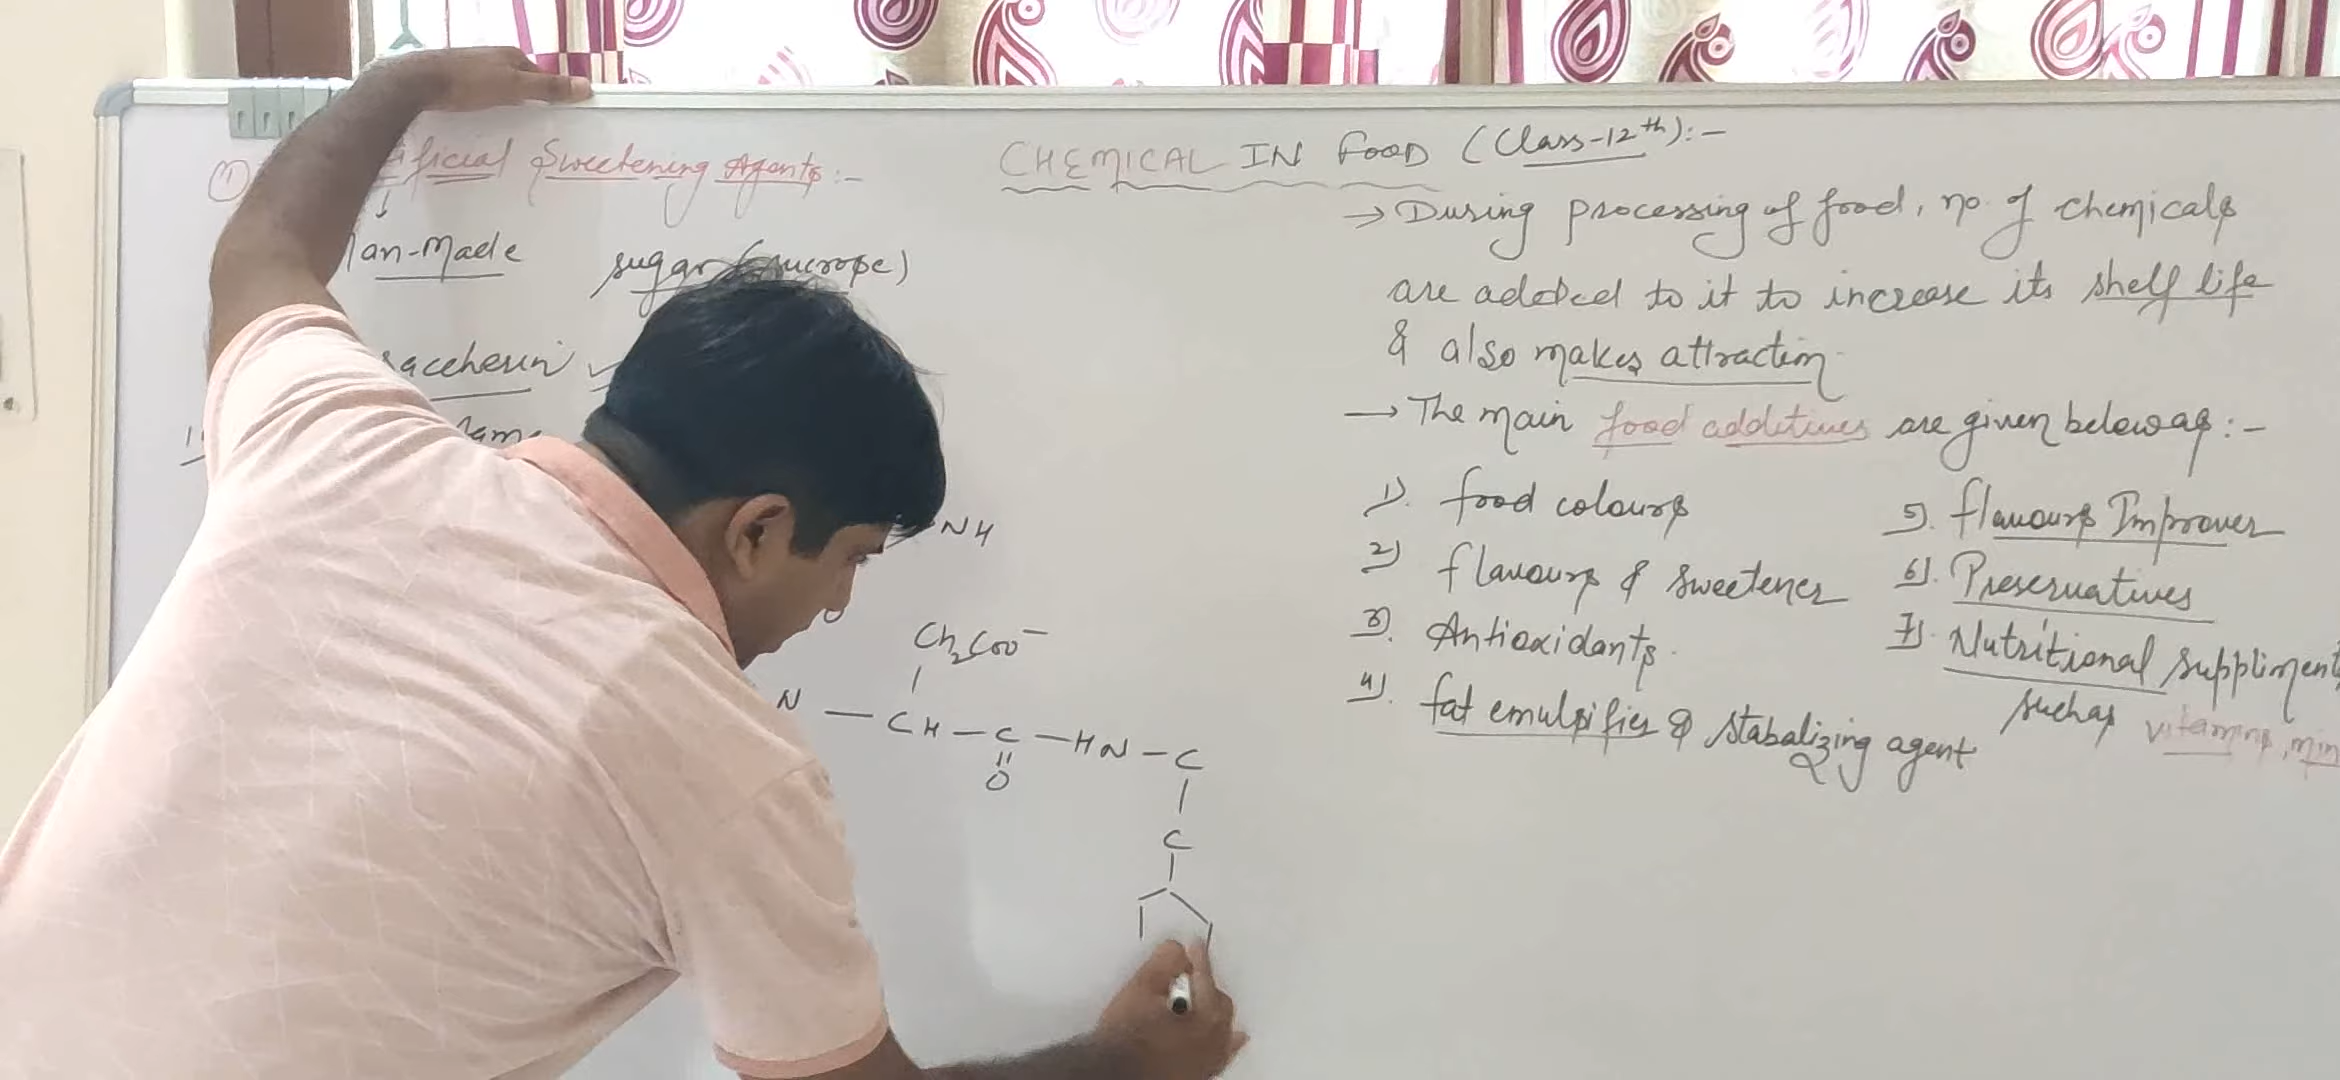 ① ificial Sweetening Agents:-
↓
an-Made sugar (sucrose)
accherin ✓
ame
NH
CH₂COO⁻
|
N — CH — C — HN — C
||
O
|
C
|
CHEMICAL IN FOOD (Class-12th):-
→ During processing of food, no. of chemicals
are added to it to increase its shelf life
& also makes attraction.
→ The main food additives are given below as:-
1). food colours
2) flavours & sweetener
3). Antioxidants.
4). fat emulsifier & stabalizing agent
5). flavours Improver
6). Preservatives
7). Nutritional suppliment
such as vitamins, min